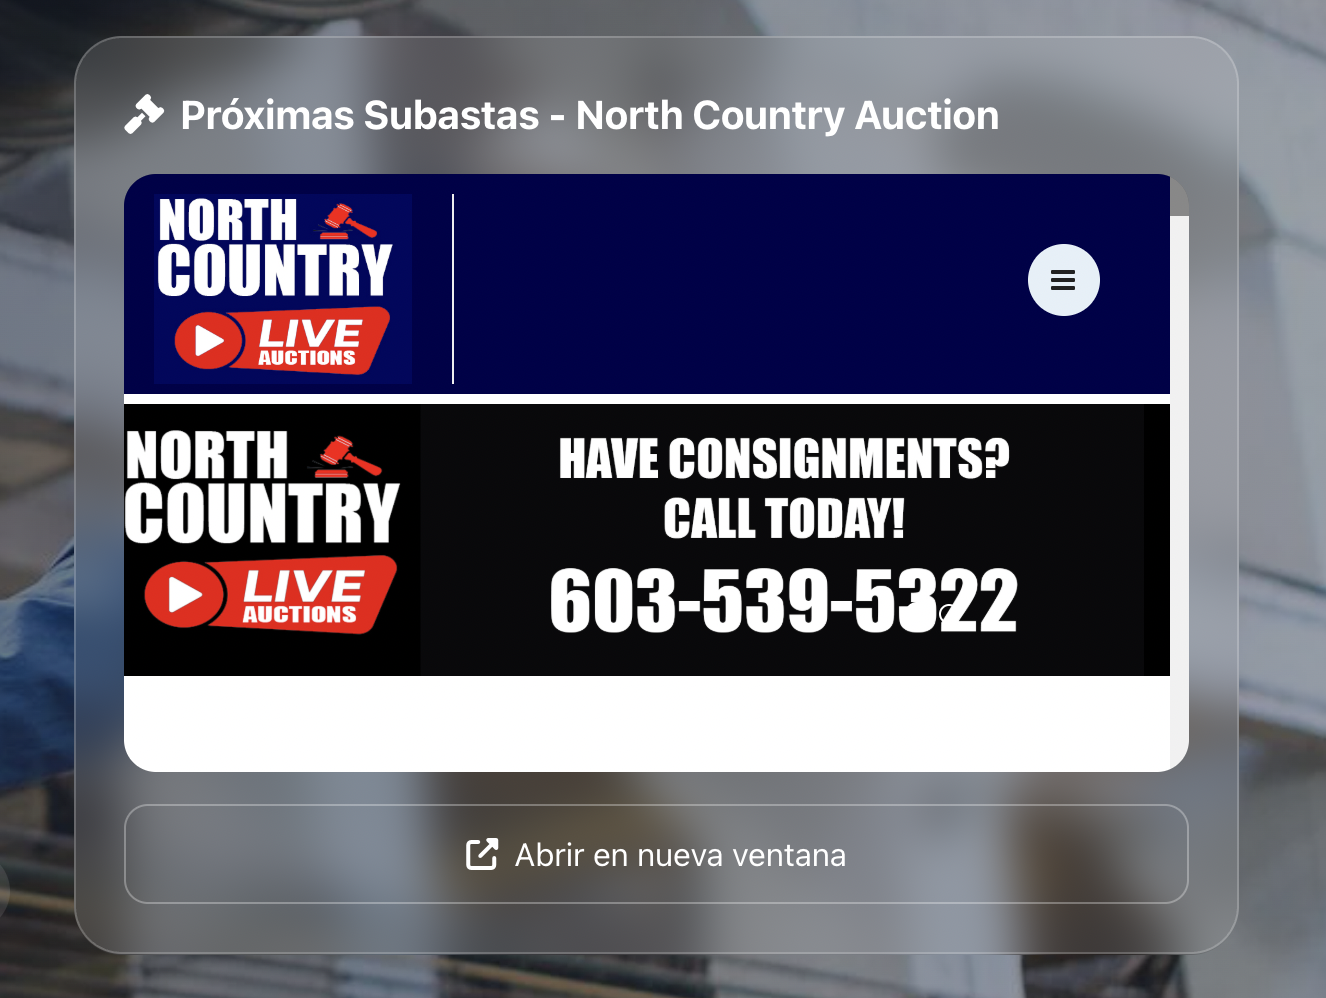 Próximas Subastas - North Country Auction
NORTH
COUNTRY
LIVE
AUCTIONS
NORTH
COUNTRY
LIVE
AUCTIONS
HAVE CONSIGNMENTS?
CALL TODAY!
603-539-5322
Abrir en nueva ventana